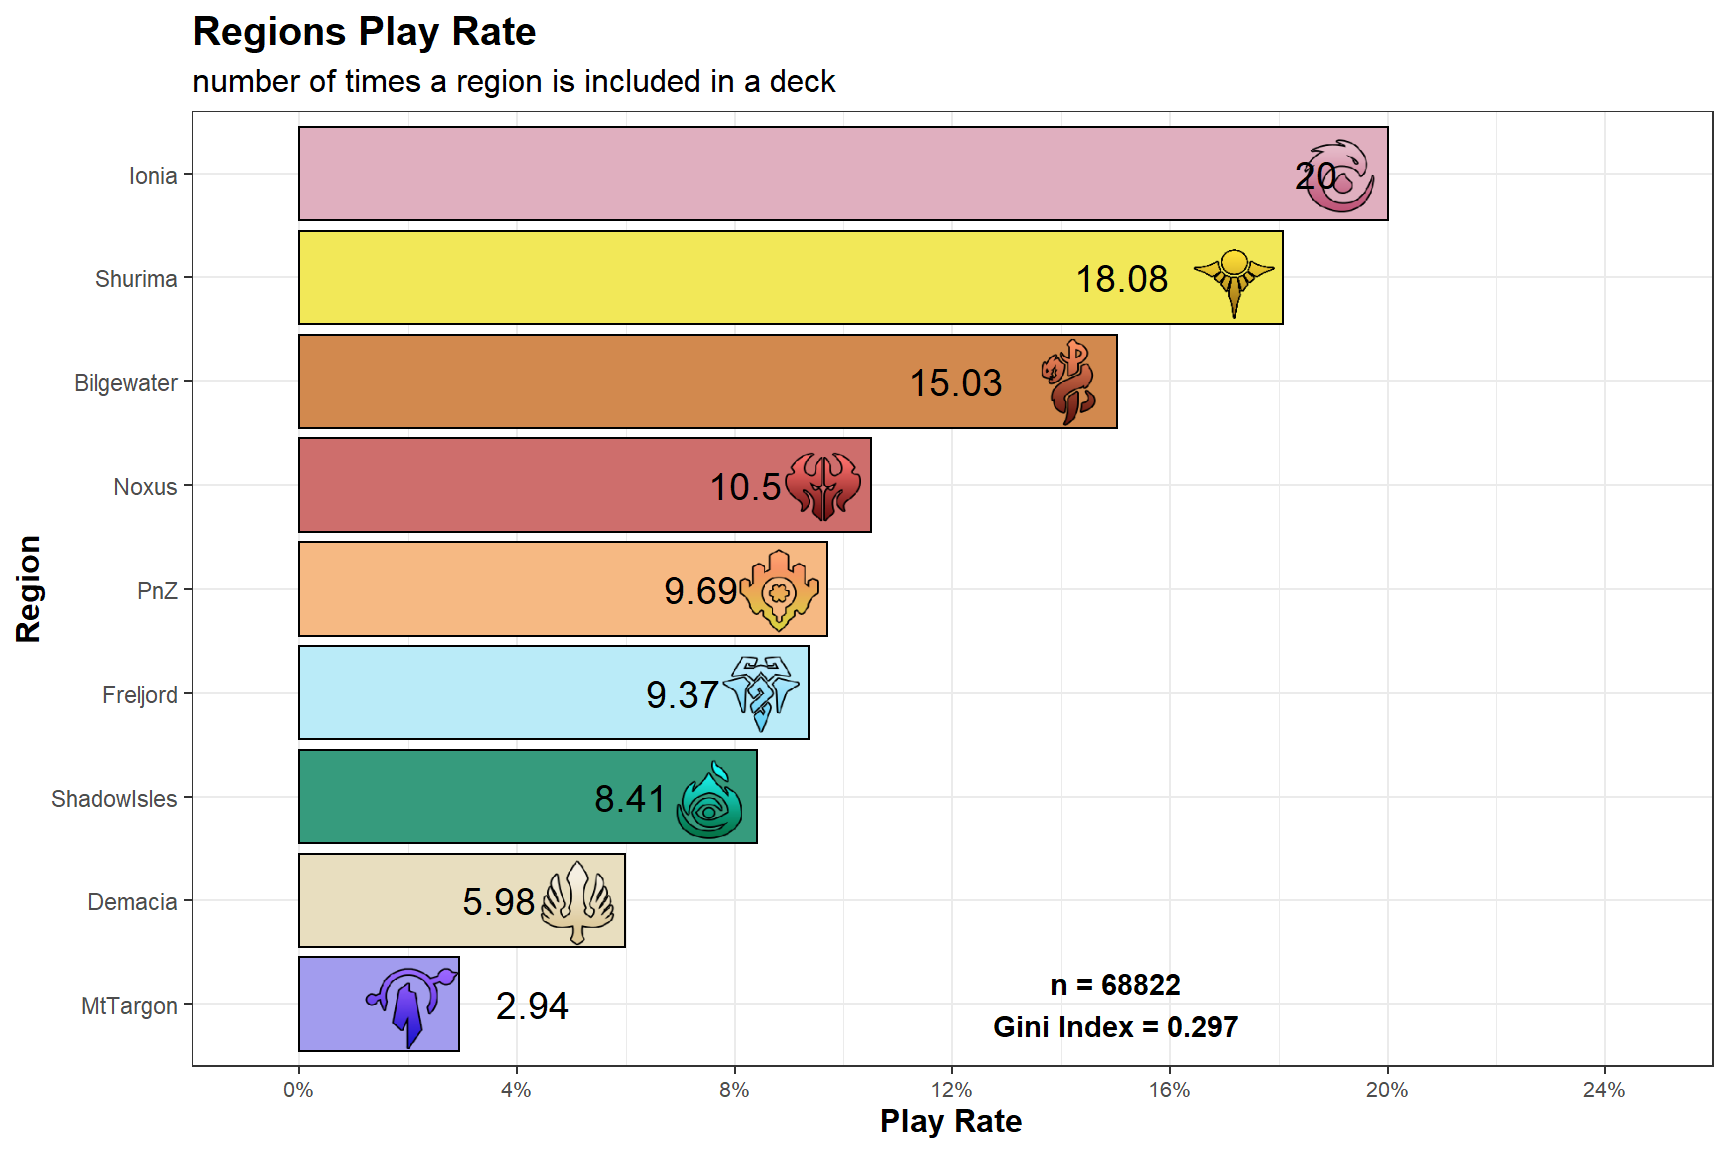 Regions Play Rate
number of times a region is included in a deck
Region
Ionia
20
Shurima
18.08
Bilgewater
15.03
Noxus
10.5
PnZ
9.69
Freljord
9.37
ShadowIsles
8.41
Demacia
5.98
MtTargon
2.94
n = 68822
Gini Index = 0.297
0% 4% 8% 12% 16% 20% 24%
Play Rate